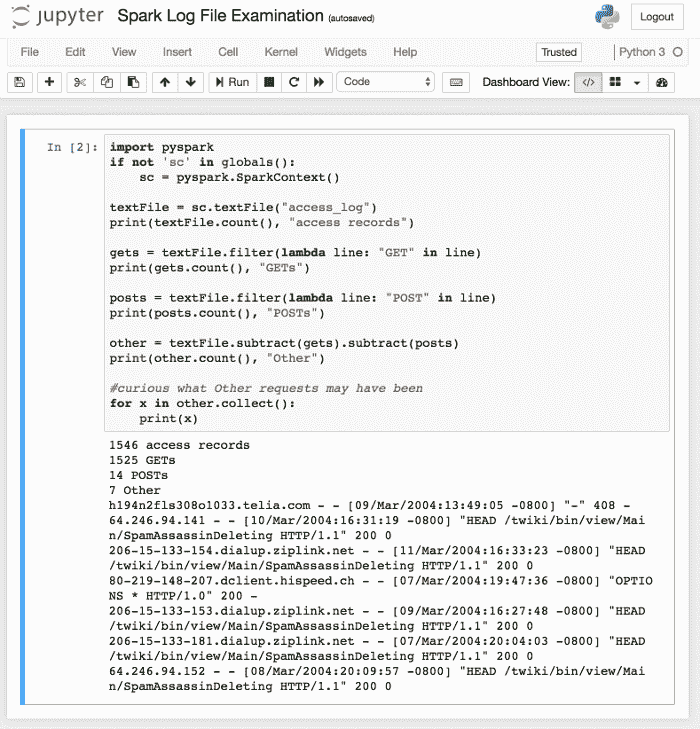 jupyter Spark Log File Examination (autosaved) Logout
File Edit View Insert Cell Kernel Widgets Help Trusted Python 3
Run Code Dashboard View:
In [2]: import pyspark
if not 'sc' in globals():
    sc = pyspark.SparkContext()
textFile = sc.textFile("access_log")
print(textFile.count(), "access records")
gets = textFile.filter(lambda line: "GET" in line)
print(gets.count(), "GETs")
posts = textFile.filter(lambda line: "POST" in line)
print(posts.count(), "POSTs")
other = textFile.subtract(gets).subtract(posts)
print(other.count(), "Other")
#curious what Other requests may have been
for x in other.collect():
    print(x)
1546 access records
1525 GETs
14 POSTs
7 Other
h194n2fls308o1033.telia.com - - [09/Mar/2004:13:49:05 -0800] "-" 408 -
64.246.94.141 - - [10/Mar/2004:16:31:19 -0800] "HEAD /twiki/bin/view/Mai
n/SpamAssassinDeleting HTTP/1.1" 200 0
206-15-133-154.dialup.ziplink.net - - [11/Mar/2004:16:33:23 -0800] "HEAD
/twiki/bin/view/Main/SpamAssassinDeleting HTTP/1.1" 200 0
80-219-148-207.dclient.hispeed.ch - - [07/Mar/2004:19:47:36 -0800] "OPTIO
NS * HTTP/1.0" 200 -
206-15-133-153.dialup.ziplink.net - - [09/Mar/2004:16:27:48 -0800] "HEAD
/twiki/bin/view/Main/SpamAssassinDeleting HTTP/1.1" 200 0
206-15-133-181.dialup.ziplink.net - - [07/Mar/2004:20:04:03 -0800] "HEAD
/twiki/bin/view/Main/SpamAssassinDeleting HTTP/1.1" 200 0
64.246.94.152 - - [08/Mar/2004:20:09:57 -0800] "HEAD /twiki/bin/view/Mai
n/SpamAssassinDeleting HTTP/1.1" 200 0